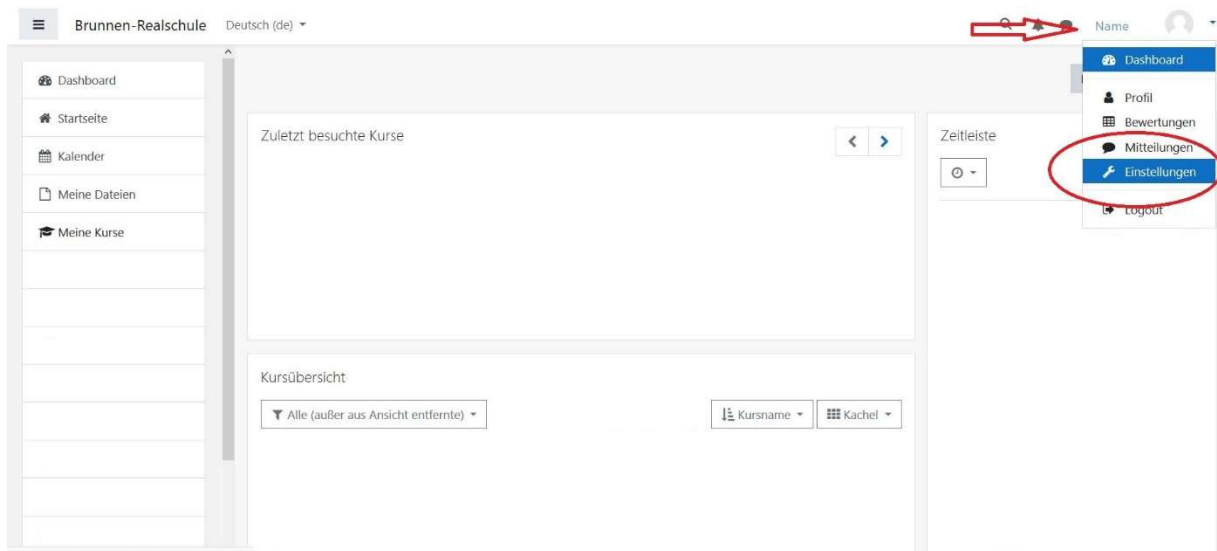 Brunnen-Realschule Deutsch (de)
Name
Dashboard
Startseite
Kalender
Meine Dateien
Meine Kurse
Zuletzt besuchte Kurse
Kursübersicht
Alle (außer aus Ansicht entfernte)
Kursname
Kachel
Zeitleiste
Dashboard
Profil
Bewertungen
Mitteilungen
Einstellungen
Logout